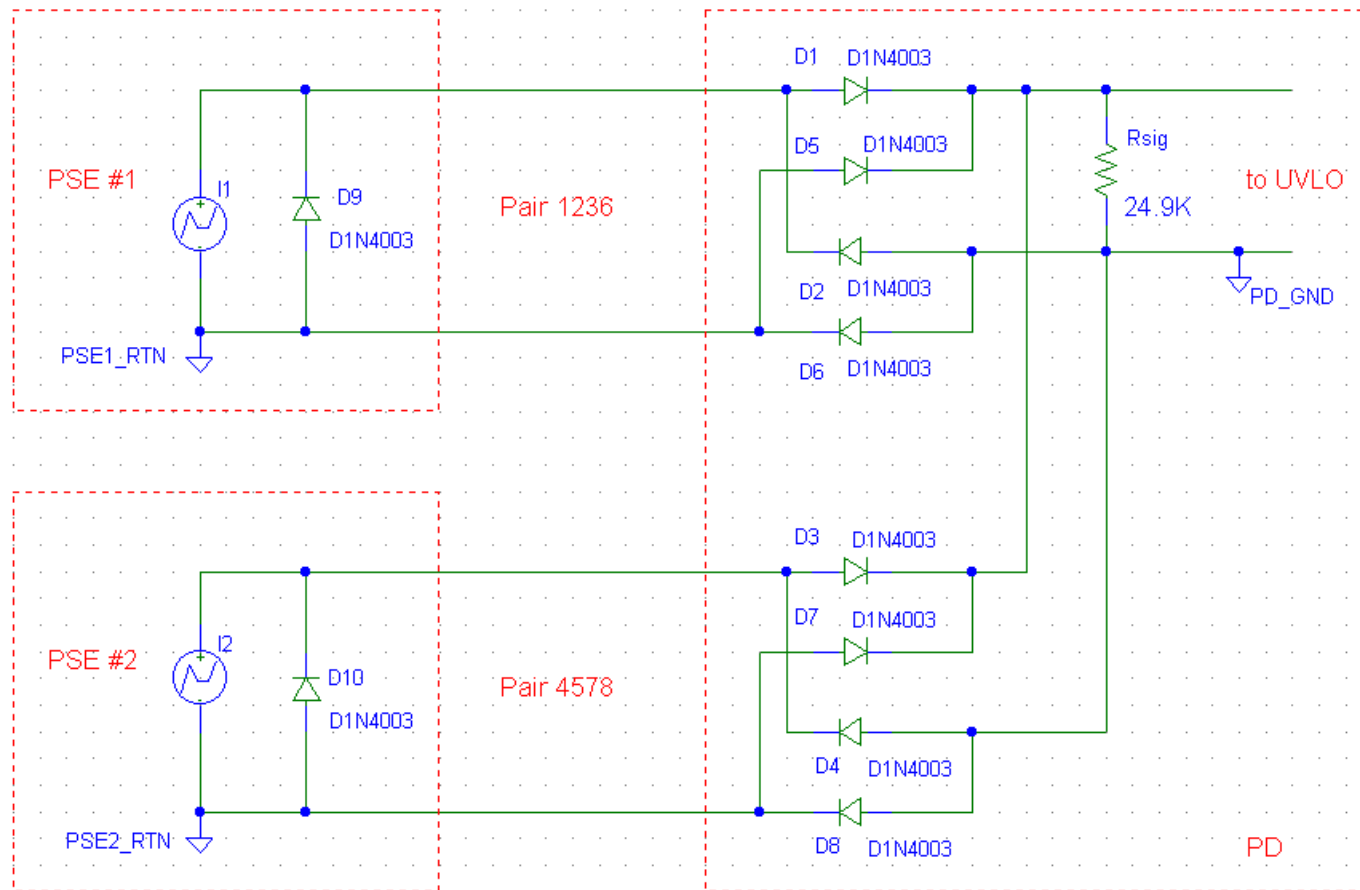 D1 D1N4003
D5 D1N4003
Rsig
PSE #1
I1
D9
Pair 1236
24.9K
to UVLO
D1N4003
D2 D1N4003
PD_GND
PSE1_RTN
D6 D1N4003
D3 D1N4003
D7 D1N4003
PSE #2
I2
D10
Pair 4578
D1N4003
D4 D1N4003
PSE2_RTN
D8 D1N4003
PD